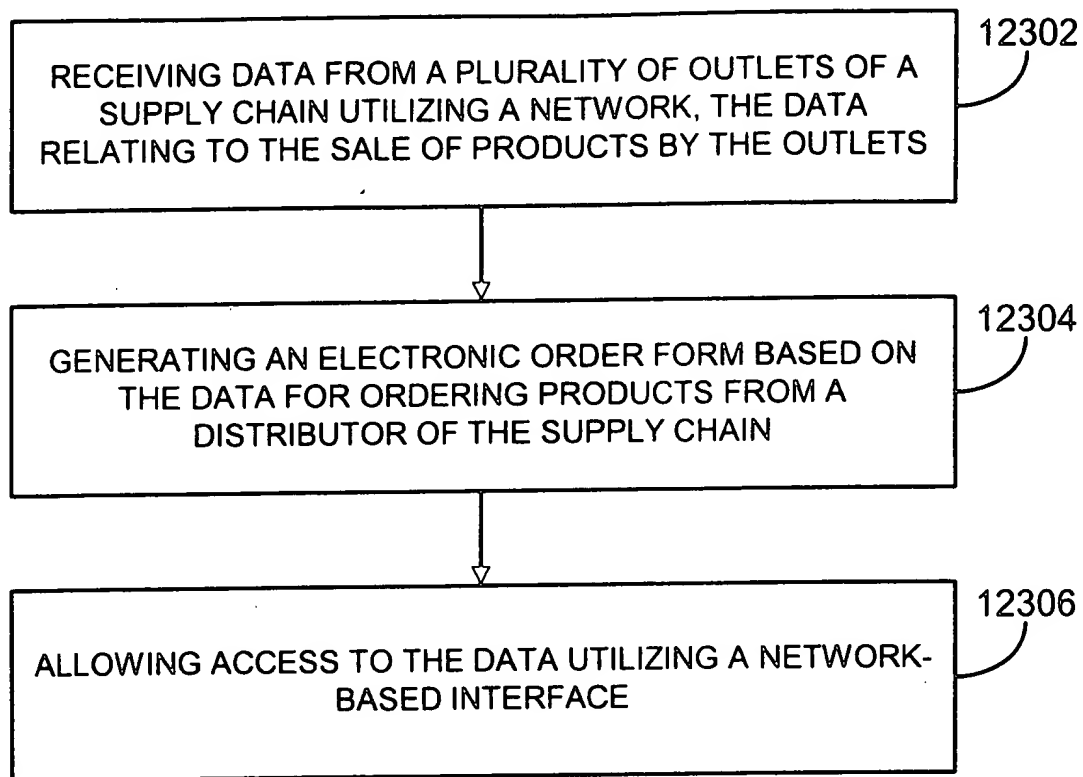 12302
RECEIVING DATA FROM A PLURALITY OF OUTLETS OF A
SUPPLY CHAIN UTILIZING A NETWORK, THE DATA
RELATING TO THE SALE OF PRODUCTS BY THE OUTLETS
12304
GENERATING AN ELECTRONIC ORDER FORM BASED ON
THE DATA FOR ORDERING PRODUCTS FROM A
DISTRIBUTOR OF THE SUPPLY CHAIN
12306
ALLOWING ACCESS TO THE DATA UTILIZING A NETWORK-
BASED INTERFACE